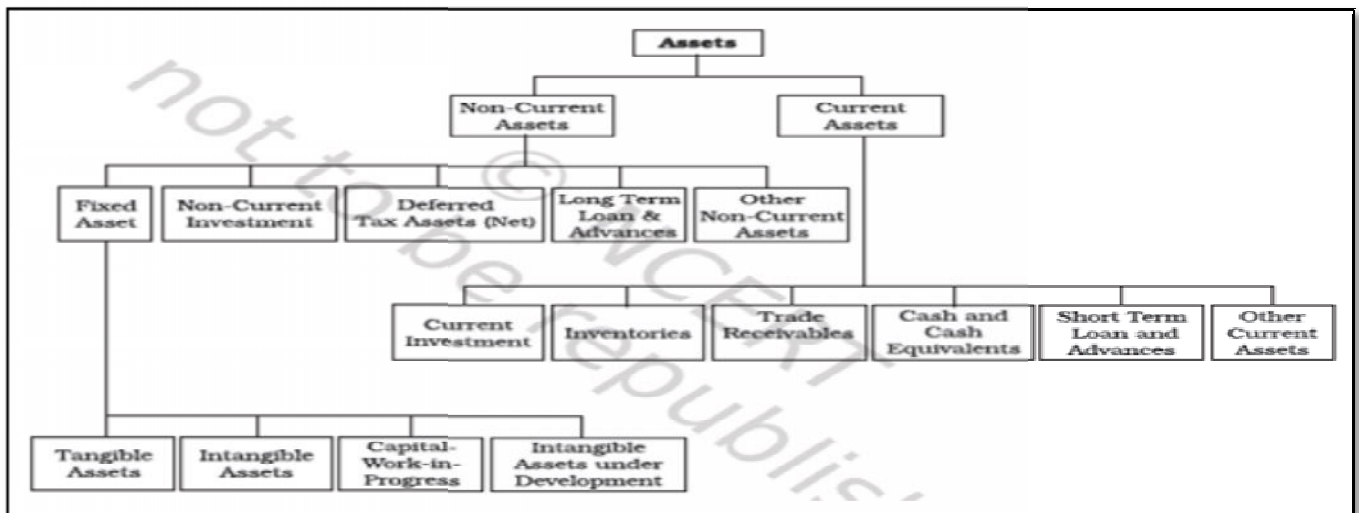 Assets
Non-Current
Assets
Current
Assets
Fixed
Asset
Non-Current
Investment
Deferred
Tax Assets (Net)
Long Term
Loan &
Advances
Other
Non-Current
Assets
Current
Investment
Inventories
Trade
Receivables
Cash and
Cash
Equivalents
Short Term
Loan and
Advances
Other
Current
Assets
Tangible
Assets
Intangible
Assets
Capital-
Work-in-
Progress
Intangible
Assets under
Development
© NCERT
not to be republis